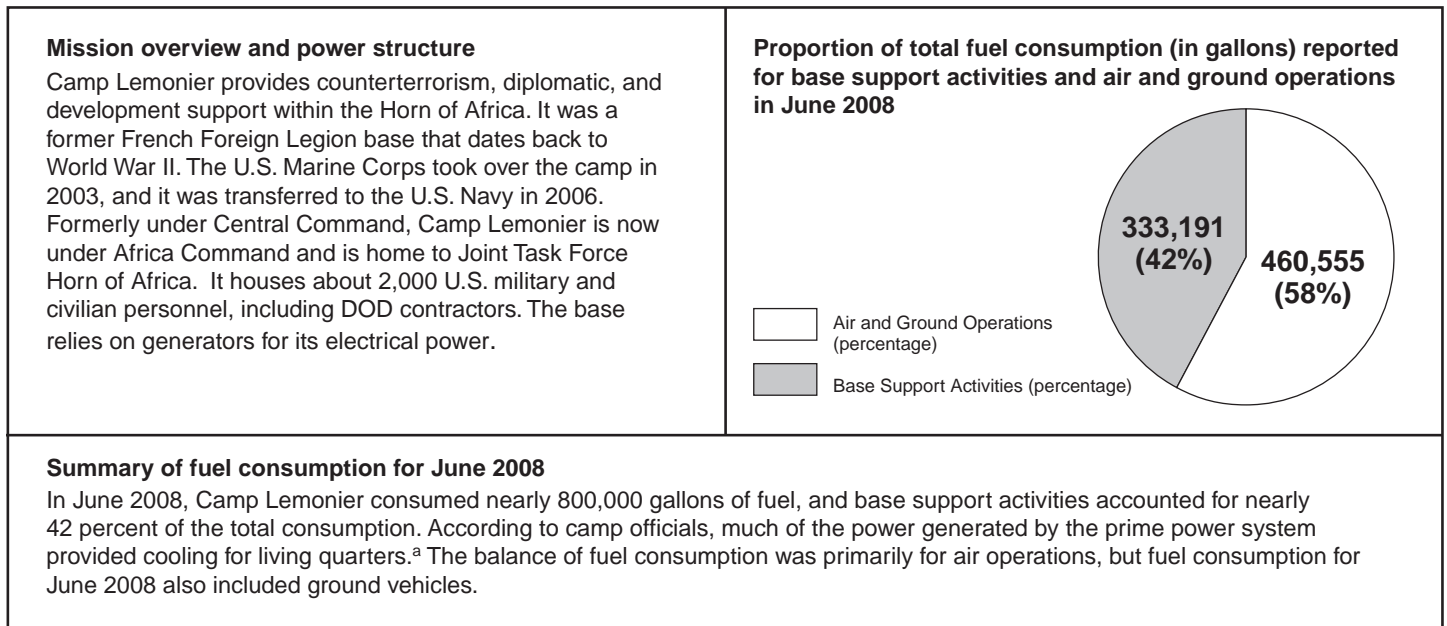 Mission overview and power structure
Camp Lemonier provides counterterrorism, diplomatic, and
development support within the Horn of Africa. It was a
former French Foreign Legion base that dates back to
World War II. The U.S. Marine Corps took over the camp in
2003, and it was transferred to the U.S. Navy in 2006.
Formerly under Central Command, Camp Lemonier is now
under Africa Command and is home to Joint Task Force
Horn of Africa. It houses about 2,000 U.S. military and
civilian personnel, including DOD contractors. The base
relies on generators for its electrical power.
Proportion of total fuel consumption (in gallons) reported
for base support activities and air and ground operations
in June 2008
333,191
(42%)
460,555
(58%)
Air and Ground Operations
(percentage)
Base Support Activities (percentage)
Summary of fuel consumption for June 2008
In June 2008, Camp Lemonier consumed nearly 800,000 gallons of fuel, and base support activities accounted for nearly
42 percent of the total consumption. According to camp officials, much of the power generated by the prime power system
provided cooling for living quarters.ᵃ The balance of fuel consumption was primarily for air operations, but fuel consumption for
June 2008 also included ground vehicles.